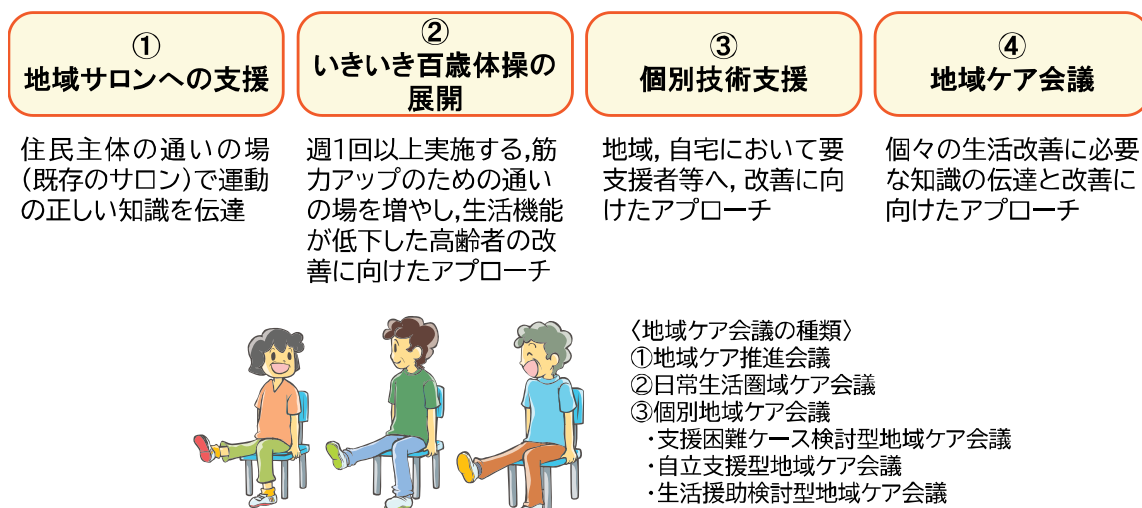 ①
地域サロンへの支援
住民主体の通いの場
(既存のサロン)で運動
の正しい知識を伝達
②
いきいき百歳体操の
展開
週1回以上実施する,筋
力アップのための通い
の場を増やし,生活機能
が低下した高齢者の改
善に向けたアプローチ
③
個別技術支援
地域,自宅において要
支援者等へ,改善に向
けたアプローチ
④
地域ケア会議
個々の生活改善に必要
な知識の伝達と改善に
向けたアプローチ
〈地域ケア会議の種類〉
①地域ケア推進会議
②日常生活圏域ケア会議
③個別地域ケア会議
・支援困難ケース検討型地域ケア会議
・自立支援型地域ケア会議
・生活援助検討型地域ケア会議